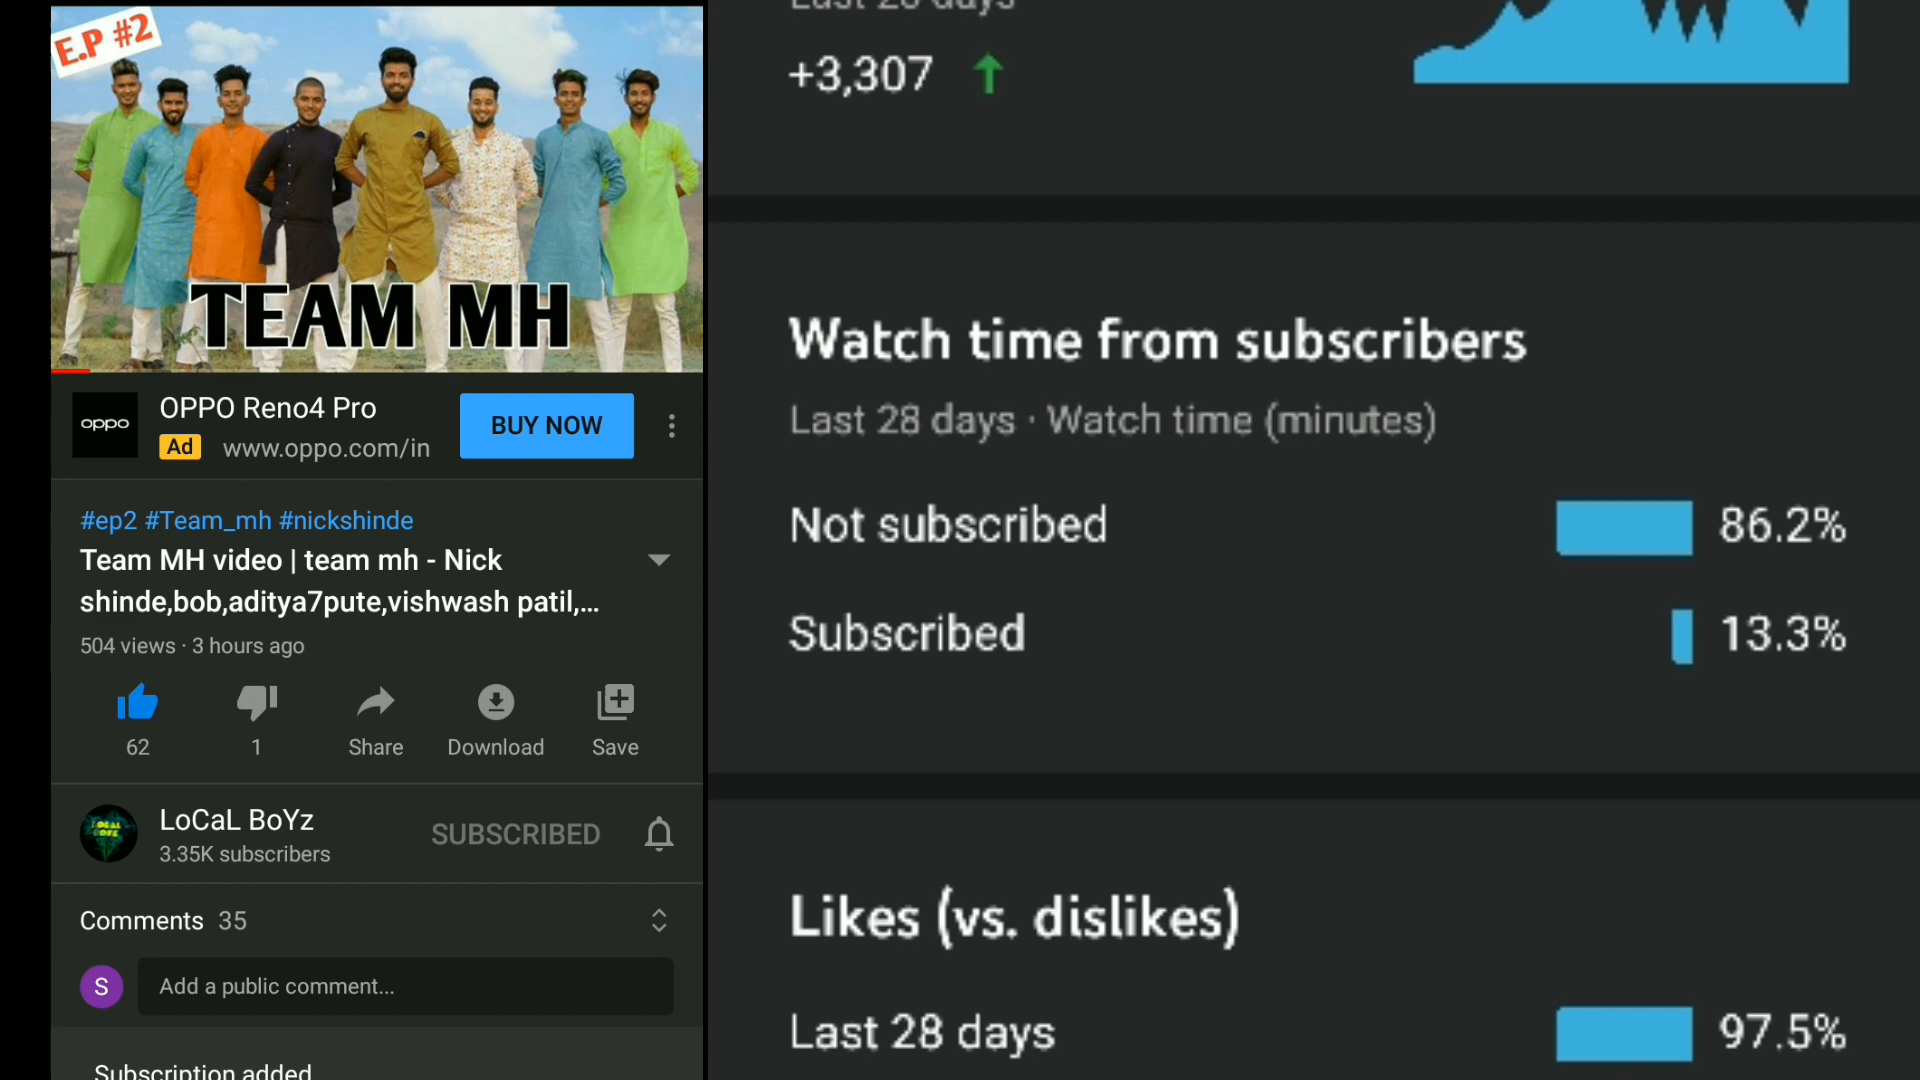 E.P #2
TEAM MH
oppo
OPPO Reno4 Pro
Ad www.oppo.com/in
BUY NOW
#ep2 #Team_mh #nickshinde
Team MH video | team mh - Nick
shinde,bob,aditya7pute,vishwash patil,...
504 views · 3 hours ago
62
1
Share
Download
Save
LoCaL BoYz
3.35K subscribers
SUBSCRIBED
Comments 35
S
Add a public comment...
Subscription added
Last 28 days
+3,307
Watch time from subscribers
Last 28 days · Watch time (minutes)
Not subscribed 86.2%
Subscribed 13.3%
Likes (vs. dislikes)
Last 28 days 97.5%